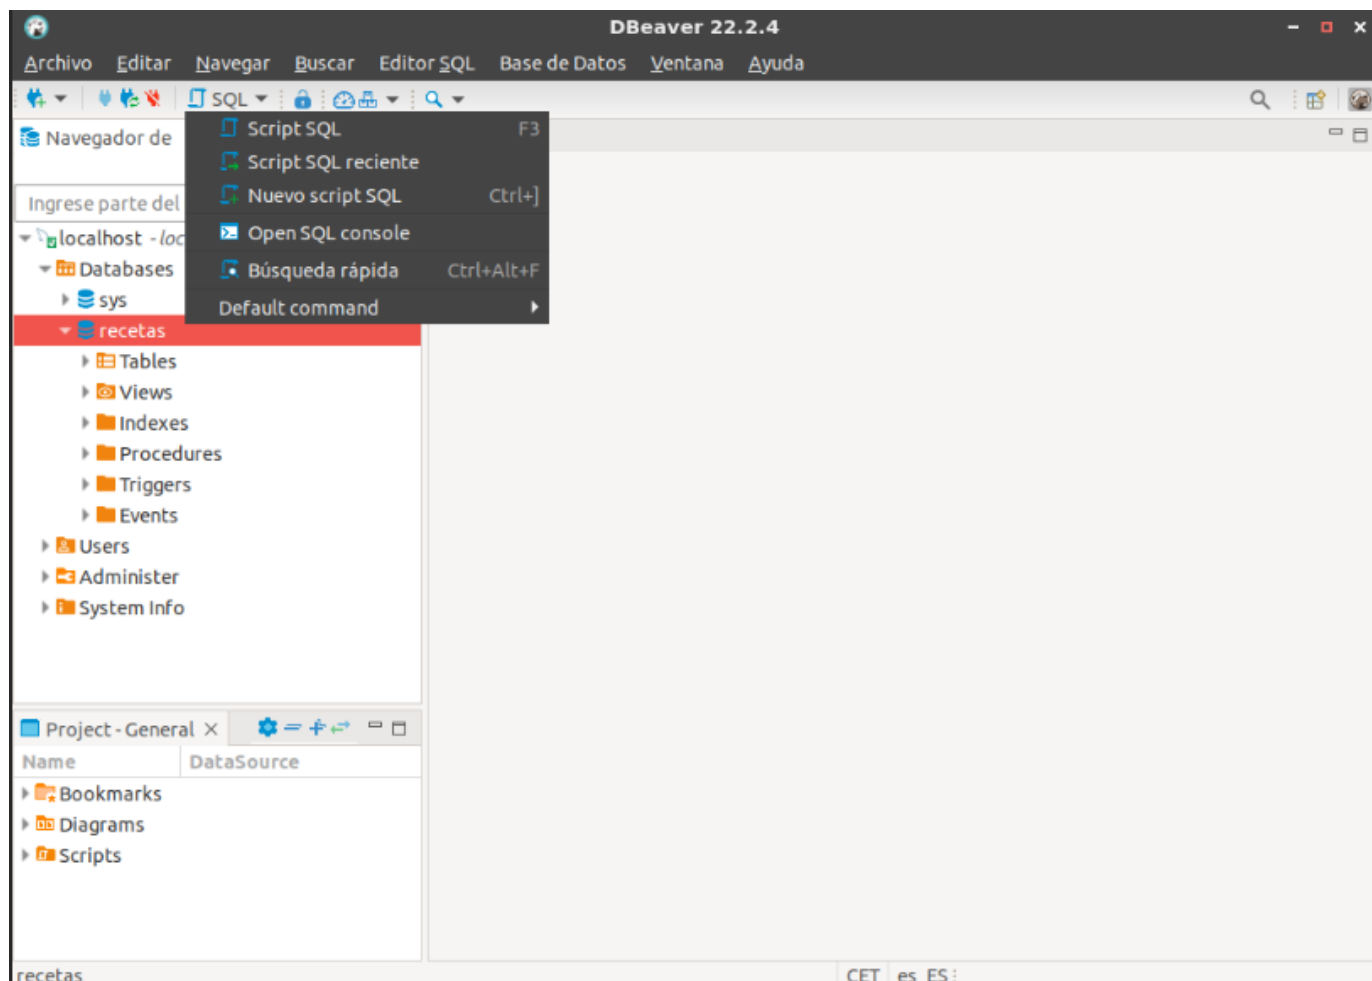 DBeaver 22.2.4
Archivo Editar Navegar Buscar Editor SQL Base de Datos Ventana Ayuda
SQL
Navegador de
Script SQL F3
Script SQL reciente
Nuevo script SQL Ctrl+]
Open SQL console
Búsqueda rápida Ctrl+Alt+F
Default command
Ingrese parte del
localhost - loc
Databases
sys
recetas
Tables
Views
Indexes
Procedures
Triggers
Events
Users
Administer
System Info
Project - General
Name DataSource
Bookmarks
Diagrams
Scripts
recetas CET es_ES